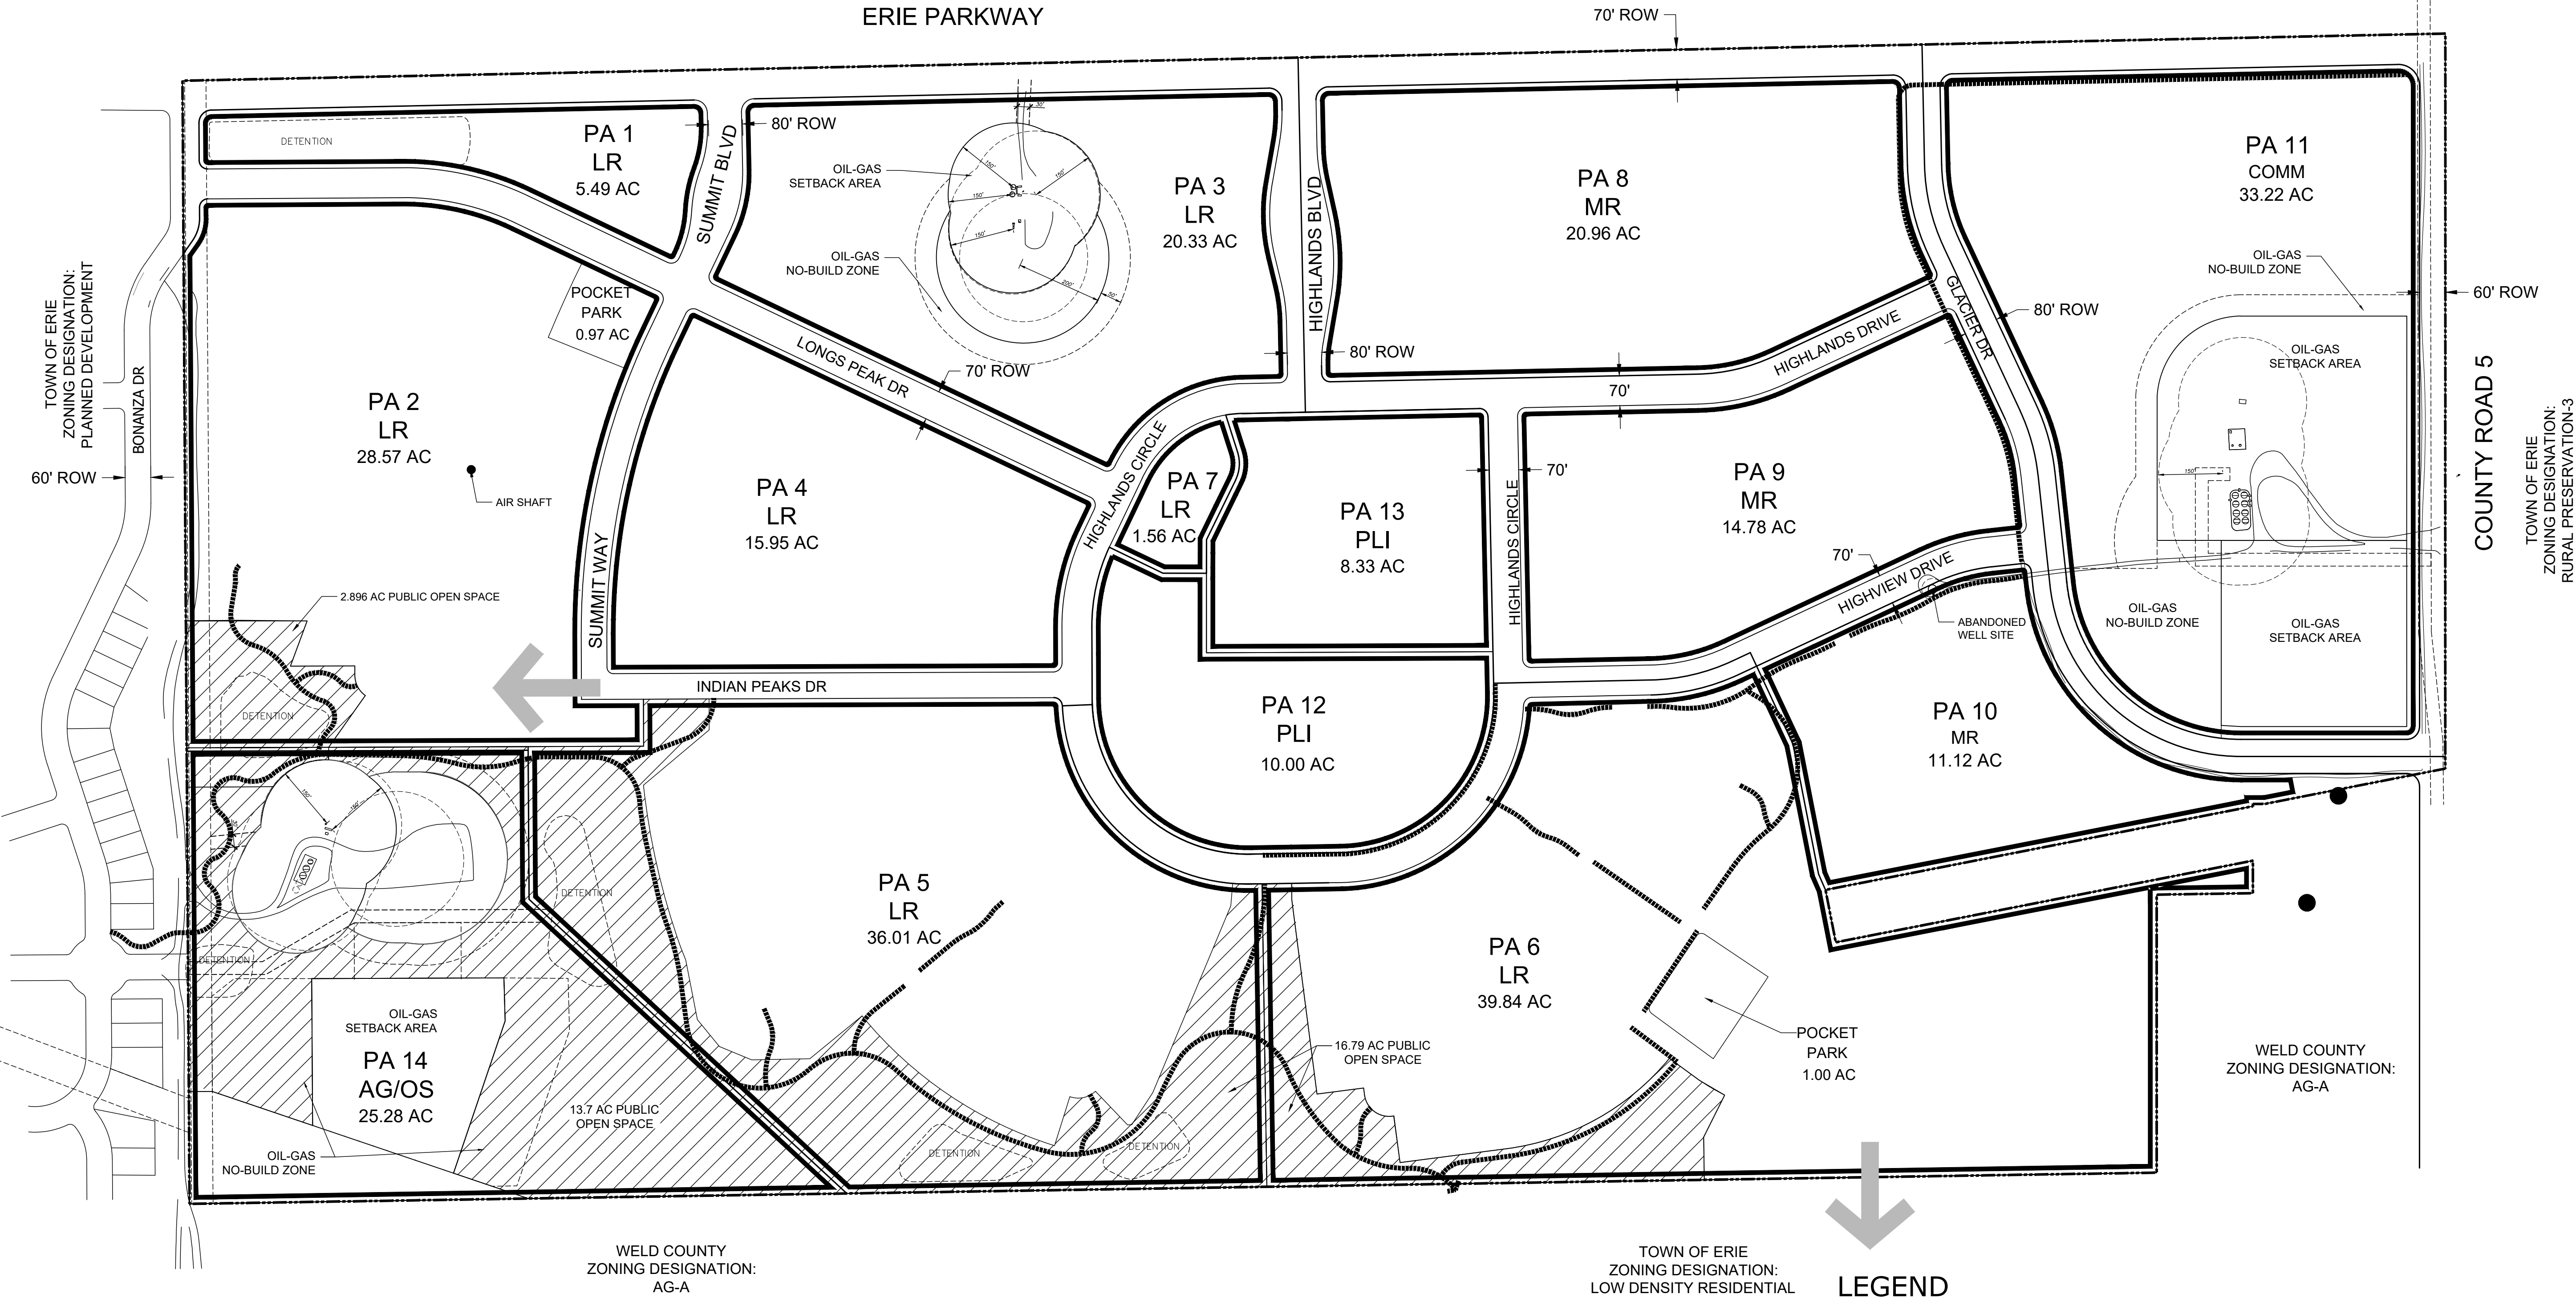 ERIE PARKWAY
70' ROW
PA 1
LR
5.49 AC
DETENTION
SUMMIT BLVD
80' ROW
OIL-GAS
SETBACK AREA
OIL-GAS
NO-BUILD ZONE
30'
150'
150'
150'
150'
200'
50'
PA 3
LR
20.33 AC
HIGHLANDS BLVD
80' ROW
PA 8
MR
20.96 AC
PA 11
COMM
33.22 AC
OIL-GAS
NO-BUILD ZONE
60' ROW
GLACIER DR
80' ROW
OIL-GAS
SETBACK AREA
150'
OIL-GAS
NO-BUILD ZONE
OIL-GAS
SETBACK AREA
COUNTY ROAD 5
TOWN OF ERIE
ZONING DESIGNATION:
RURAL PRESERVATION-3
TOWN OF ERIE
ZONING DESIGNATION:
PLANNED DEVELOPMENT
BONANZA DR
60' ROW
POCKET
PARK
0.97 AC
PA 2
LR
28.57 AC
AIR SHAFT
2.896 AC PUBLIC OPEN SPACE
DETENTION
SUMMIT WAY
LONGS PEAK DR
70' ROW
PA 4
LR
15.95 AC
HIGHLANDS CIRCLE
PA 7
LR
1.56 AC
PA 13
PLI
8.33 AC
HIGHLANDS CIRCLE
70'
HIGHLANDS DRIVE
70'
PA 9
MR
14.78 AC
70'
HIGHVIEW DRIVE
ABANDONED
WELL SITE
INDIAN PEAKS DR
PA 12
PLI
10.00 AC
PA 10
MR
11.12 AC
150'
150'
DETENTION
DETENTION
PA 5
LR
36.01 AC
PA 6
LR
39.84 AC
OIL-GAS
SETBACK AREA
PA 14
AG/OS
25.28 AC
OIL-GAS
NO-BUILD ZONE
13.7 AC PUBLIC
OPEN SPACE
DETENTION
DETENTION
16.79 AC PUBLIC
OPEN SPACE
POCKET
PARK
1.00 AC
WELD COUNTY
ZONING DESIGNATION:
AG-A
WELD COUNTY
ZONING DESIGNATION:
AG-A
TOWN OF ERIE
ZONING DESIGNATION:
LOW DENSITY RESIDENTIAL
LEGEND